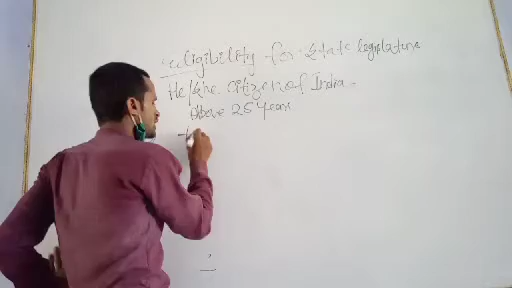 Eligibility for State legislature
He/she citizen of India.
Above 25 years